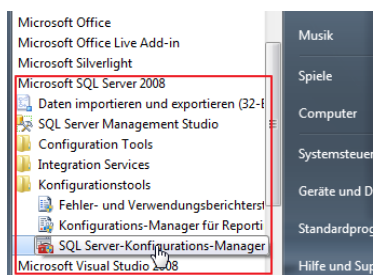 Microsoft Office
Microsoft Office Live Add-in
Microsoft Silverlight
Microsoft SQL Server 2008
Daten importieren und exportieren (32-B
SQL Server Management Studio
Configuration Tools
Integration Services
Konfigurationstools
Fehler- und Verwendungsberichterst
Konfigurations-Manager für Reporti
SQL Server-Konfigurations-Manager
Microsoft Visual Studio 2008
Musik
Spiele
Computer
Systemsteuer
Geräte und D
Standardprog
Hilfe und Sup